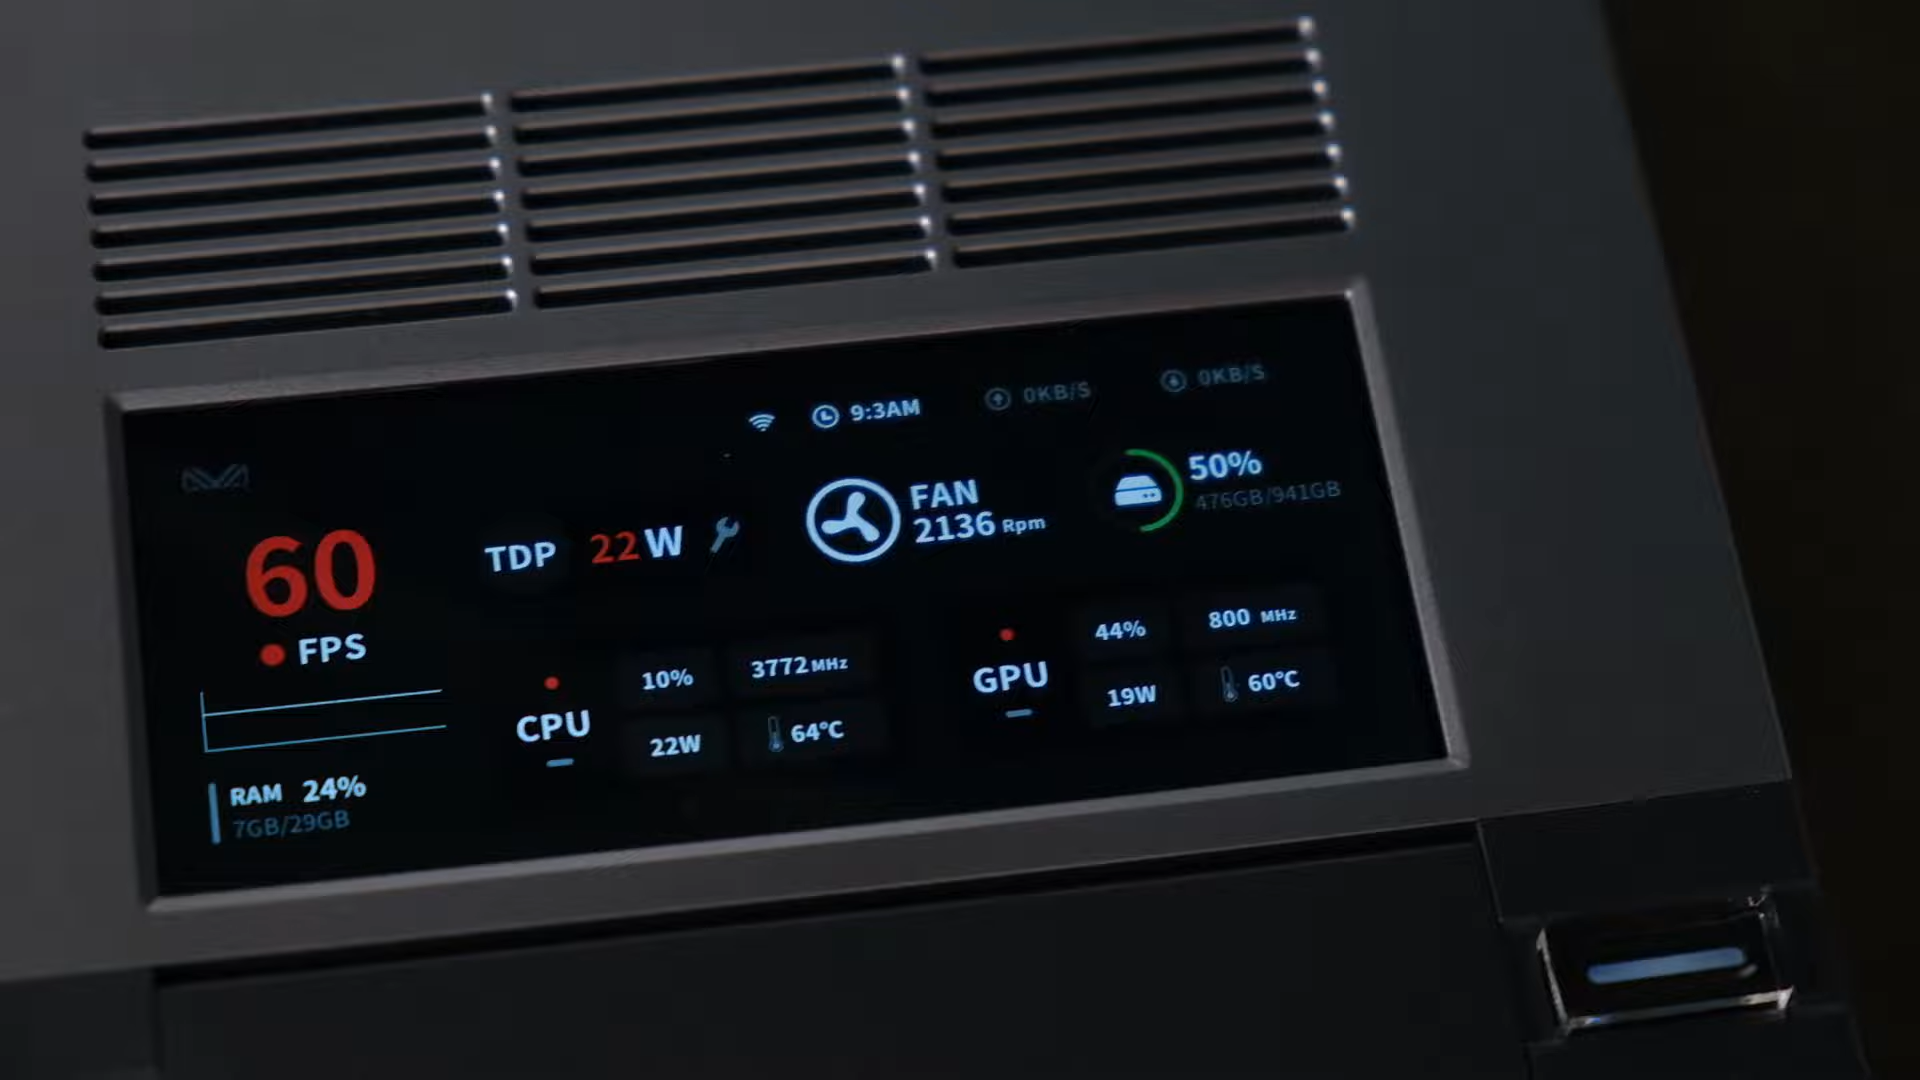 9:3AM
0KB/S
0KB/S
60
FPS
TDP 22W
FAN
2136 Rpm
50%
476GB/941GB
CPU
10%
3772MHz
22W
64°C
GPU
44%
800 MHz
19W
60°C
RAM 24%
7GB/29GB